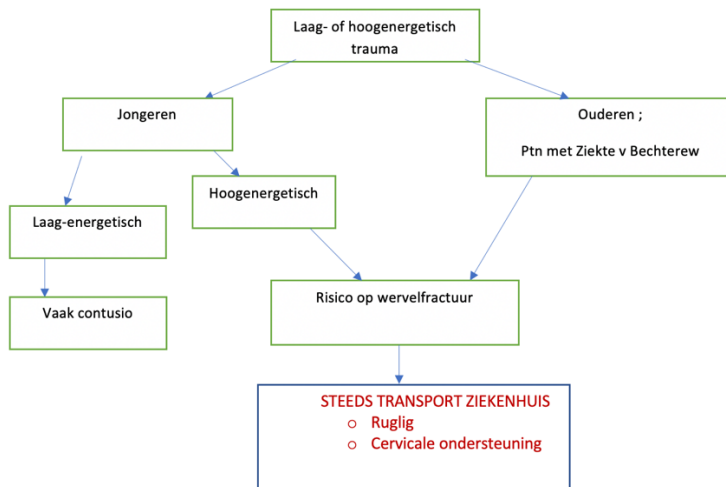 Laag- of hoogenergetisch
trauma
Jongeren
Ouderen ;
Ptn met Ziekte v Bechterew
Hoogenergetisch
Laag-energetisch
Risico op wervelfractuur
Vaak contusio
STEEDS TRANSPORT ZIEKENHUIS
o Ruglig
o Cervicale ondersteuning